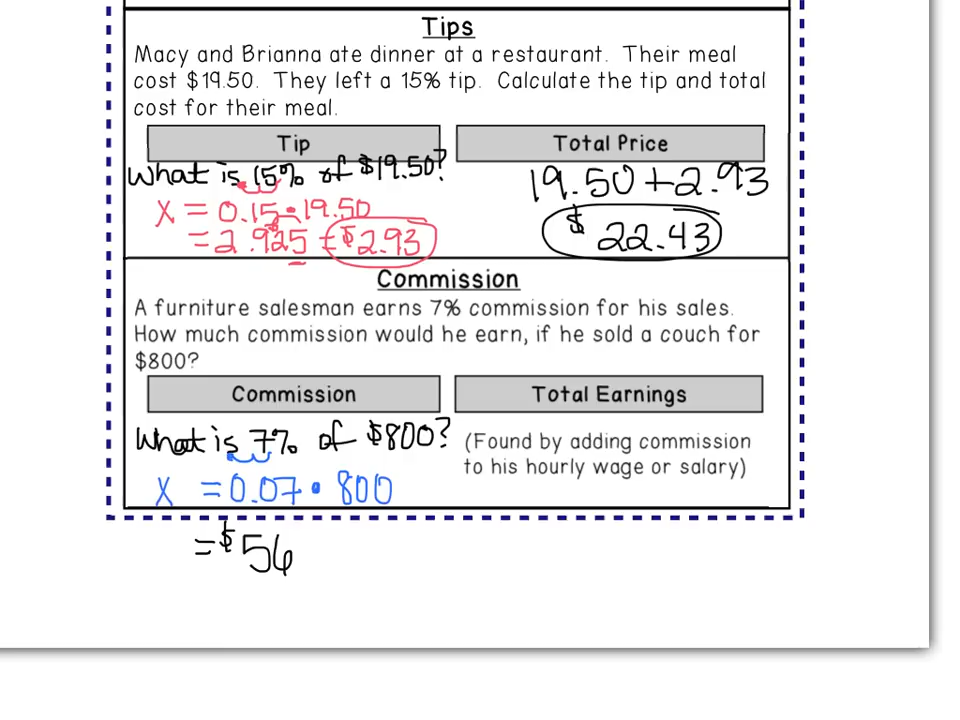 Tips
Macy and Brianna ate dinner at a restaurant. Their meal
cost $19.50. They left a 15% tip. Calculate the tip and total
cost for their meal.
Tip
Total Price
What is 15% of $19.50?
x = 0.15 • 19.50
= 2.925 = $2.93
19.50 + 2.93
$ 22.43
Commission
A furniture salesman earns 7% commission for his sales.
How much commission would he earn, if he sold a couch for
$800?
Commission
Total Earnings
What is 7% of $800?
x = 0.07 • 800
= $56
(Found by adding commission
to his hourly wage or salary)